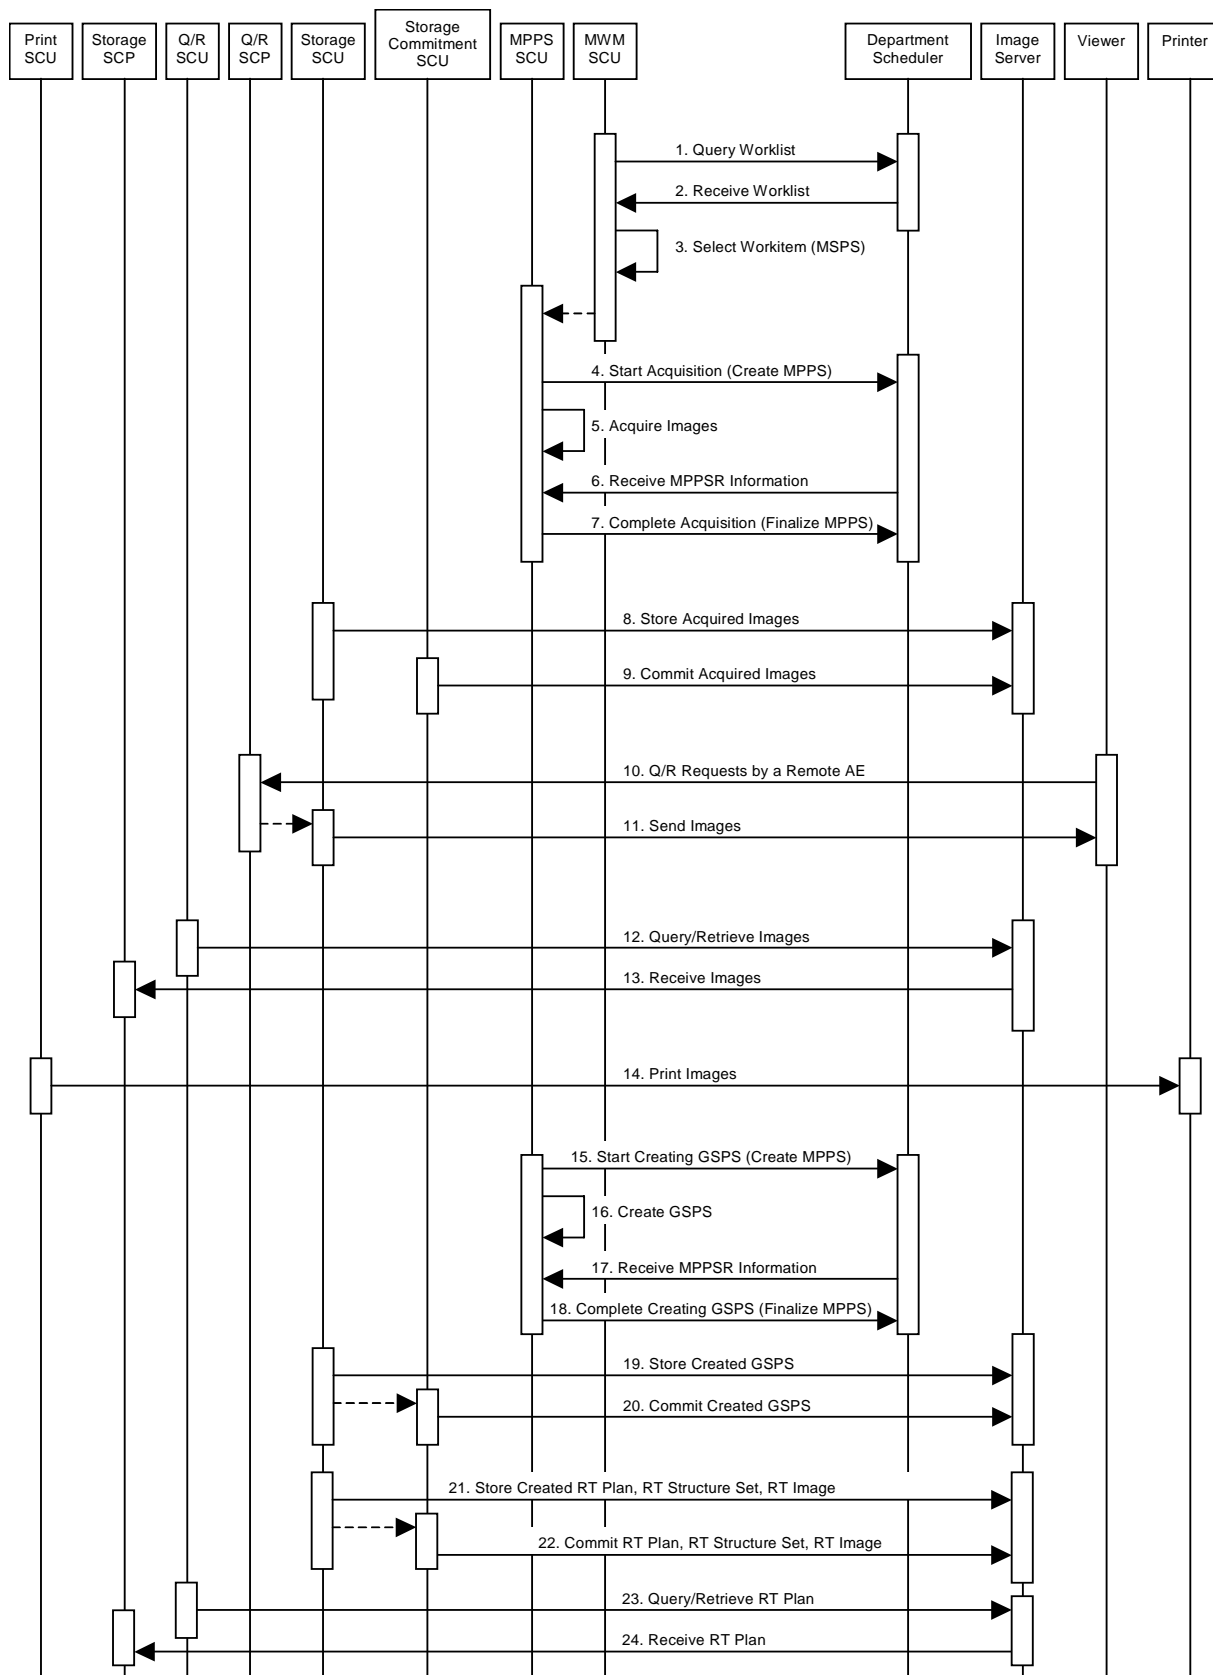 Print
SCU
Storage
SCP
Q/R
SCU
Q/R
SCP
Storage
SCU
Storage
Commitment
SCU
MPPS
SCU
MWM
SCU
Department
Scheduler
Image
Server
Viewer
Printer
1. Query Worklist
2. Receive Worklist
3. Select Workitem (MSPS)
4. Start Acquisition (Create MPPS)
5. Acquire Images
6. Receive MPPSR Information
7. Complete Acquisition (Finalize MPPS)
8. Store Acquired Images
9. Commit Acquired Images
10. Q/R Requests by a Remote AE
11. Send Images
12. Query/Retrieve Images
13. Receive Images
14. Print Images
15. Start Creating GSPS (Create MPPS)
16. Create GSPS
17. Receive MPPSR Information
18. Complete Creating GSPS (Finalize MPPS)
19. Store Created GSPS
20. Commit Created GSPS
21. Store Created RT Plan, RT Structure Set, RT Image
22. Commit RT Plan, RT Structure Set, RT Image
23. Query/Retrieve RT Plan
24. Receive RT Plan